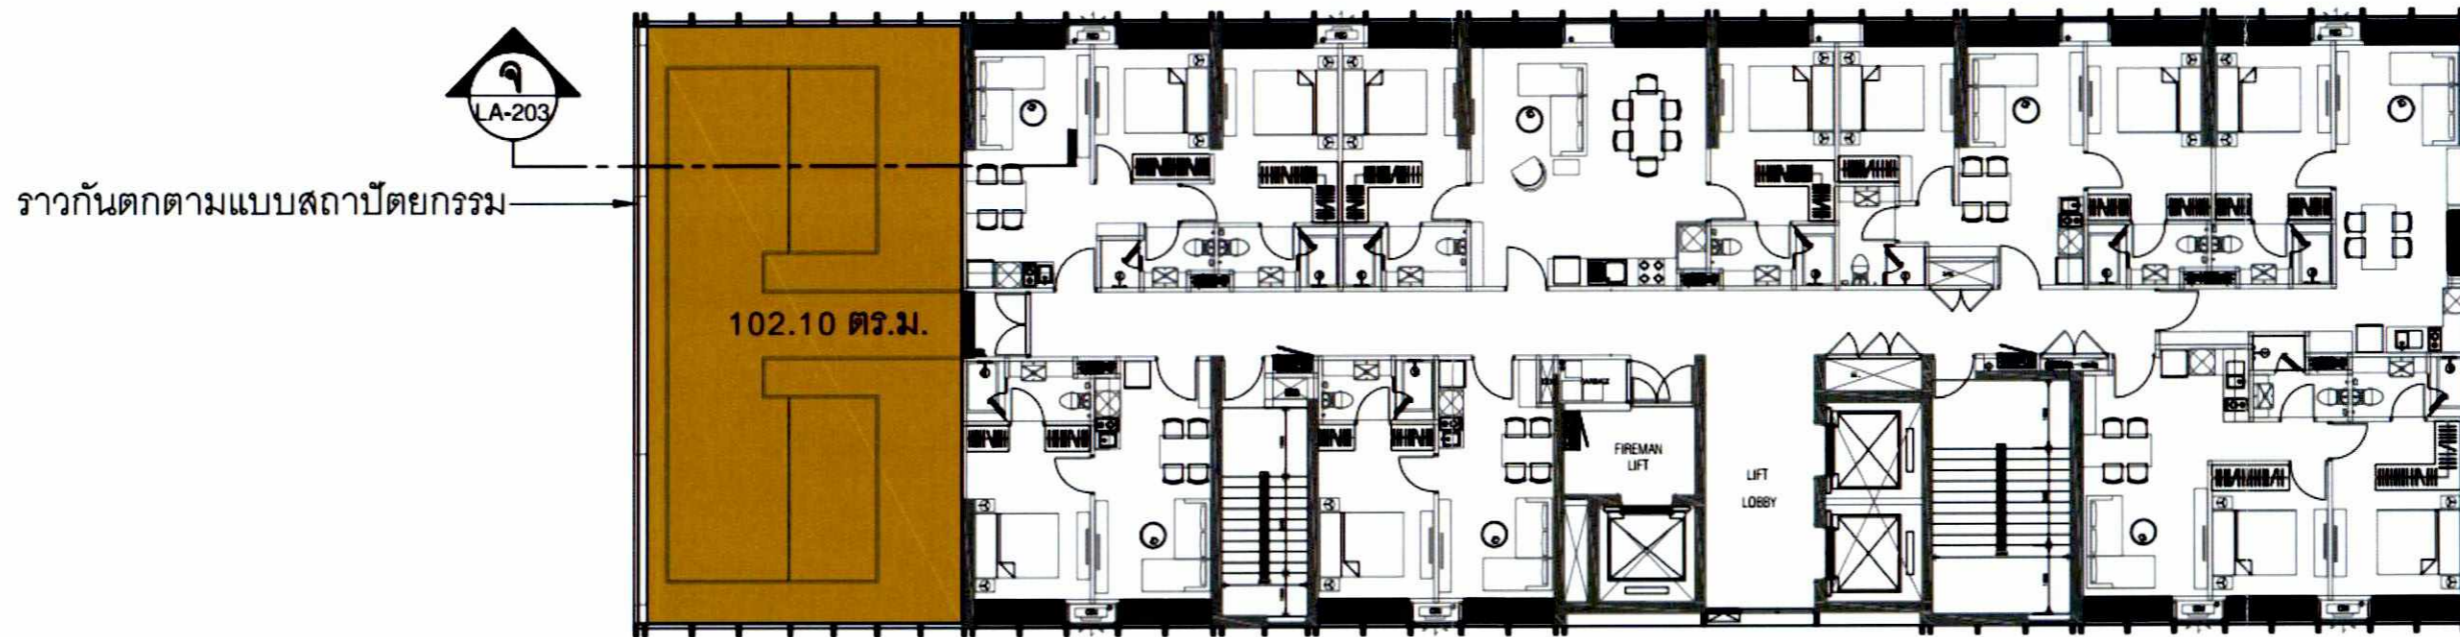 ๑
LA-203
ราวกันตกตามแบบสถาปัตยกรรม
102.10 ตร.ม.
FIREMAN
LIFT
LIFT
LOBBY